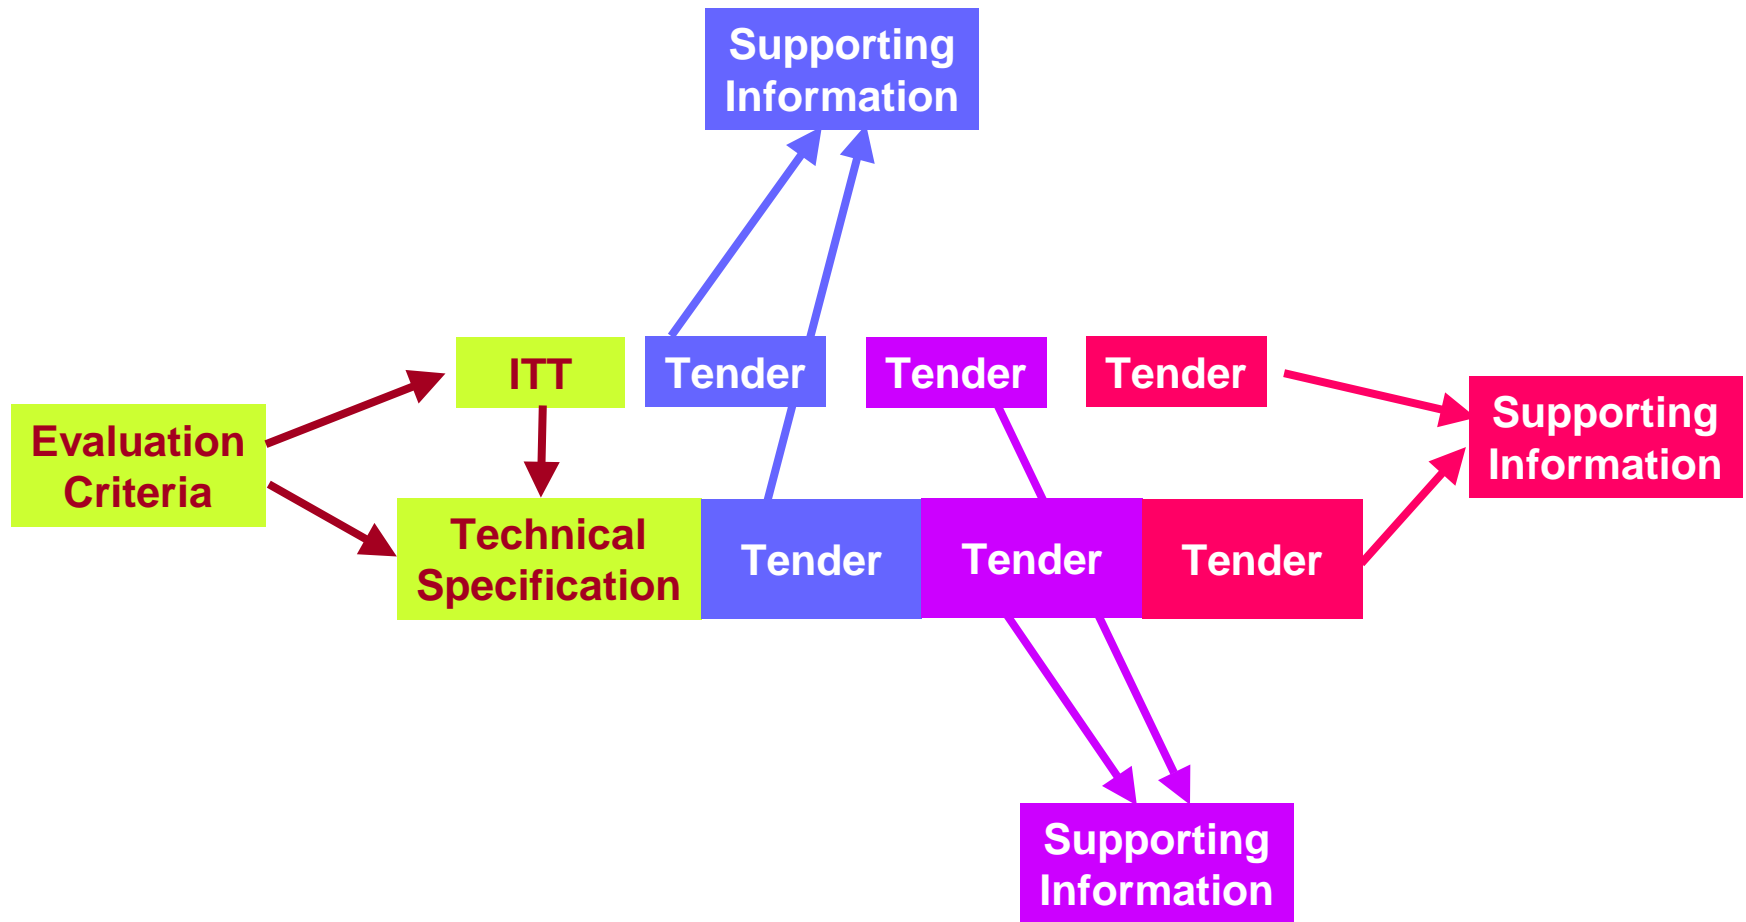 Supporting
Information
ITT
Tender
Tender
Tender
Evaluation
Criteria
Supporting
Information
Technical
Specification
Tender
Tender
Tender
Supporting
Information